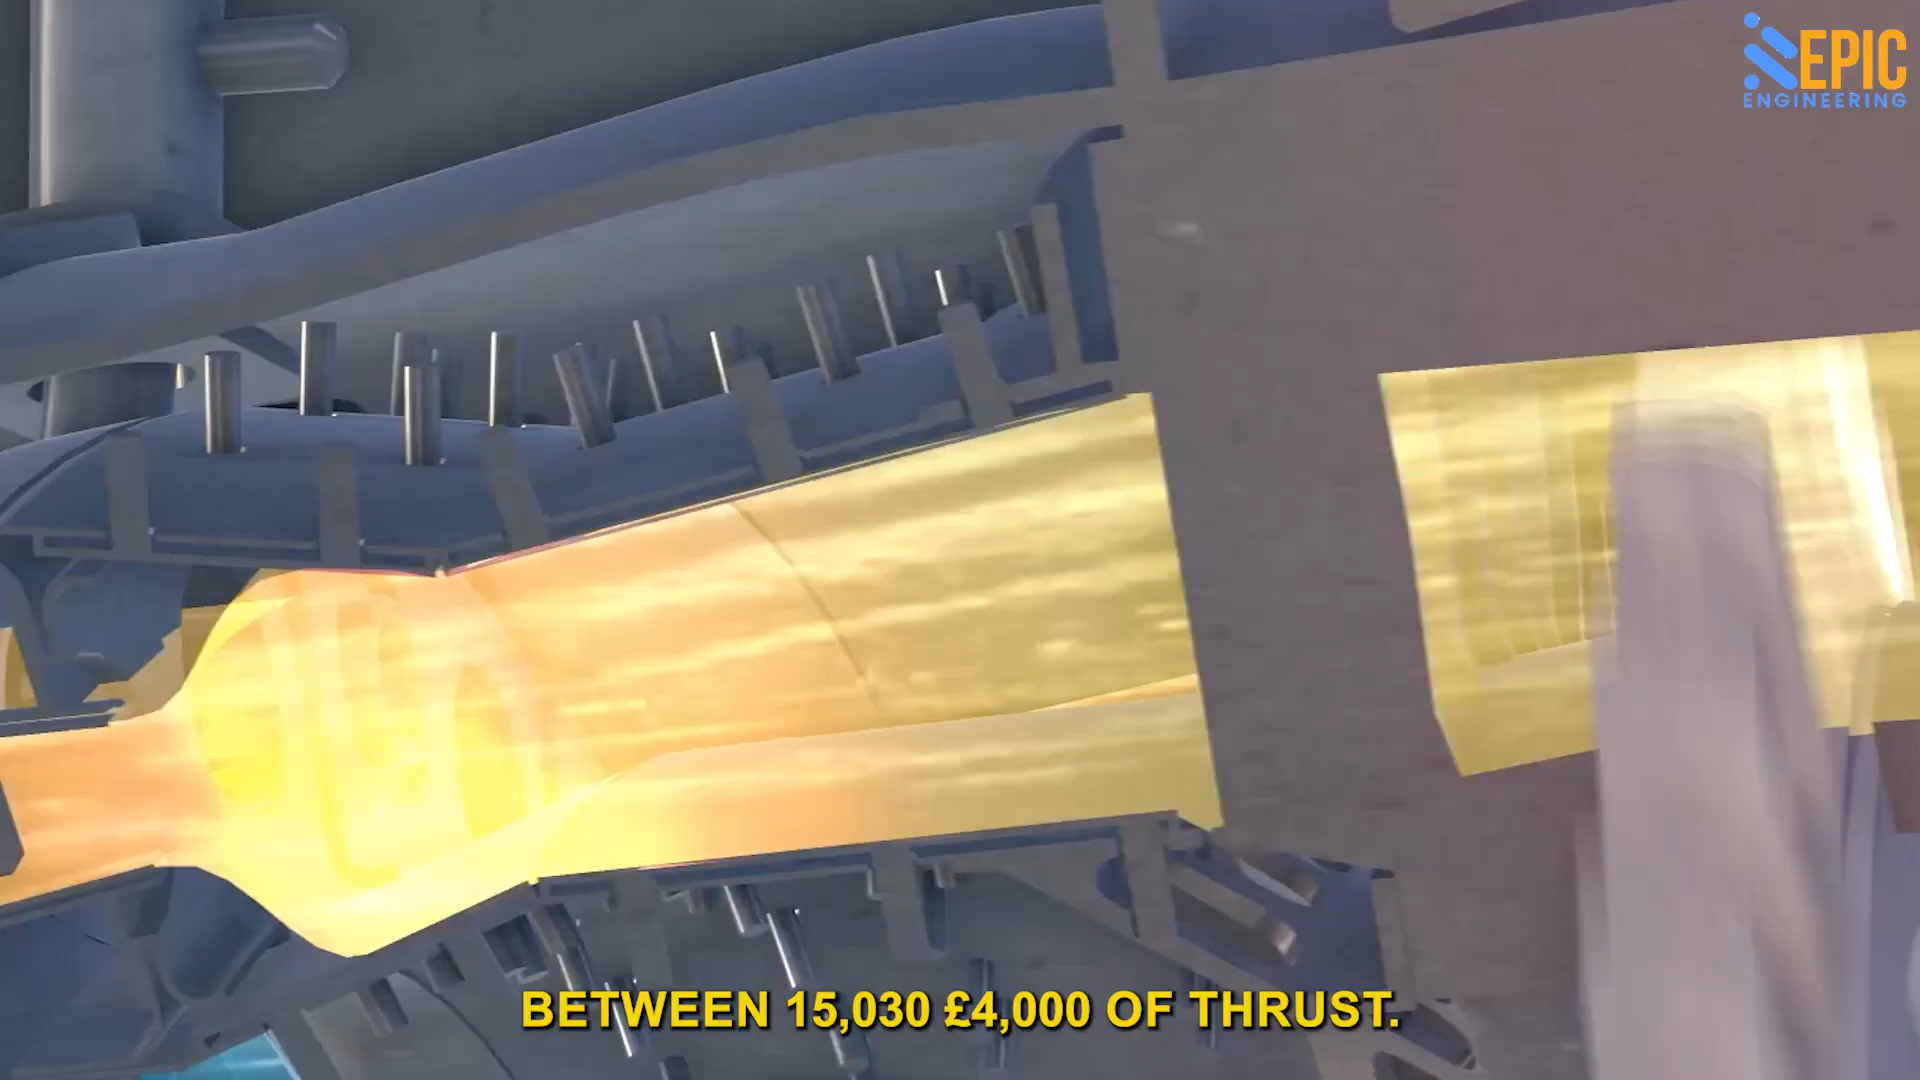 EPIC
ENGINEERING
BETWEEN 15,030 £4,000 OF THRUST.